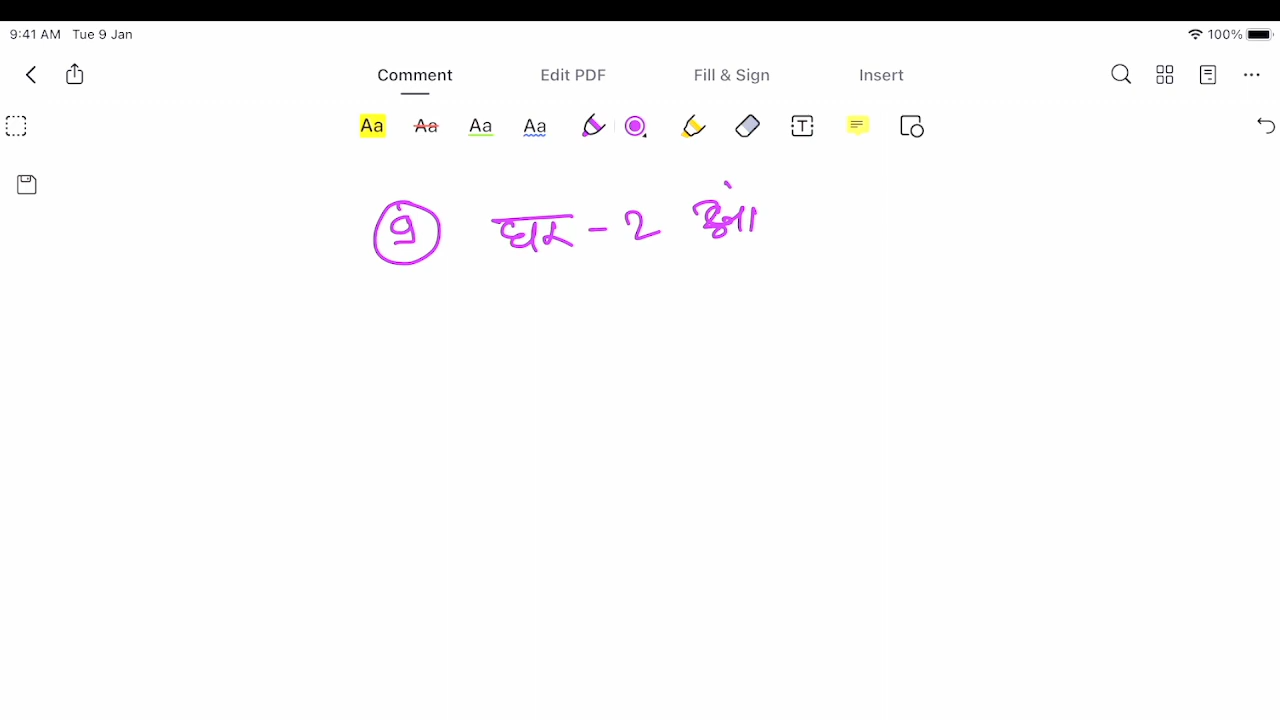 9:41 AM Tue 9 Jan
100%
Comment Edit PDF Fill & Sign Insert
Aa Aa Aa Aa T
9 घर - 2